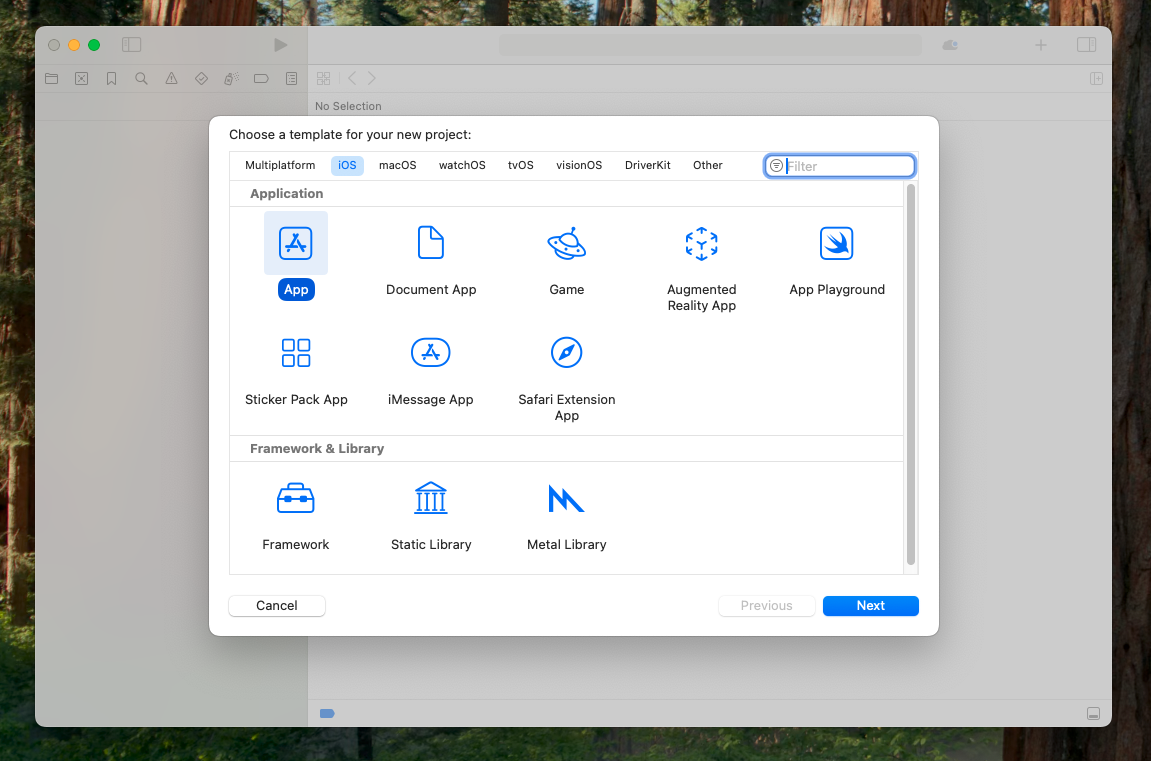 No Selection
Choose a template for your new project:
Multiplatform iOS macOS watchOS tvOS visionOS DriverKit Other Filter
Application
App Document App Game Augmented Reality App App Playground
Sticker Pack App iMessage App Safari Extension App
Framework & Library
Framework Static Library Metal Library
Cancel Previous Next